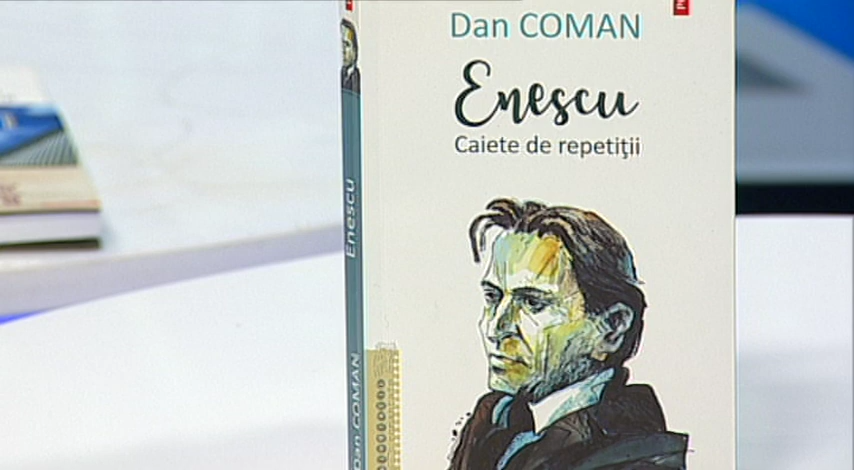 Dan COMAN
Enescu
Caiete de repetiţii
Enescu
Dan COMAN